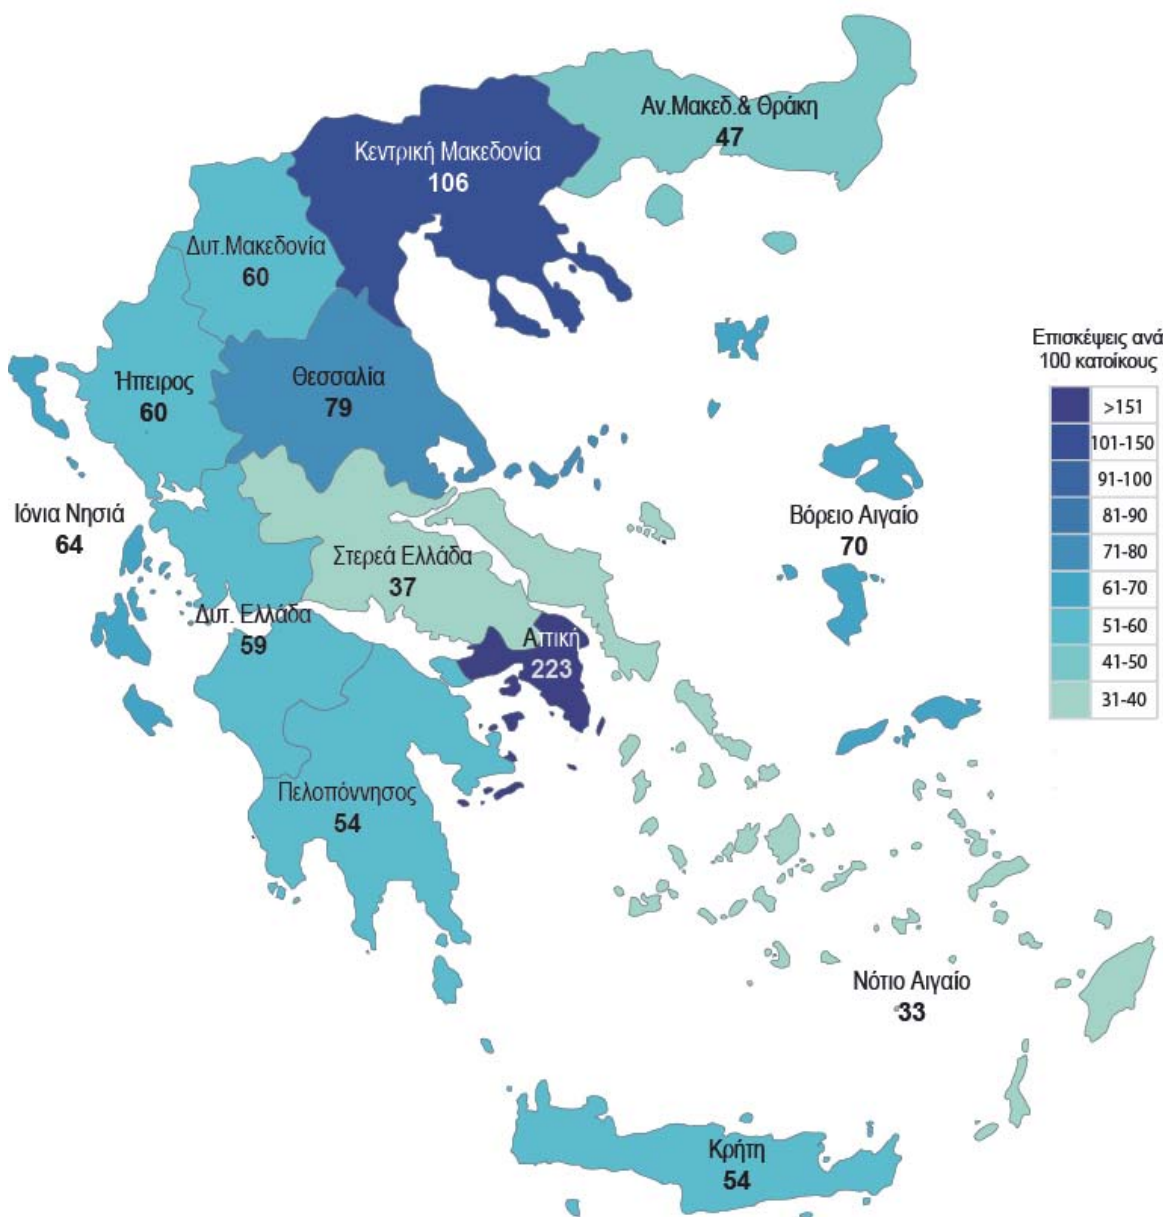 Αν.Μακεδ.& Θράκη
47
Κεντρική Μακεδονία
106
Δυτ.Μακεδονία
60
Ήπειρος
60
Θεσσαλία
79
Ιόνια Νησιά
64
Στερεά Ελλάδα
37
Βόρειο Αιγαίο
70
Δυτ. Ελλάδα
59
Αττική
223
Πελοπόννησος
54
Νότιο Αιγαίο
33
Κρήτη
54
Επισκέψεις ανά
100 κατοίκους
>151
101-150
91-100
81-90
71-80
61-70
51-60
41-50
31-40